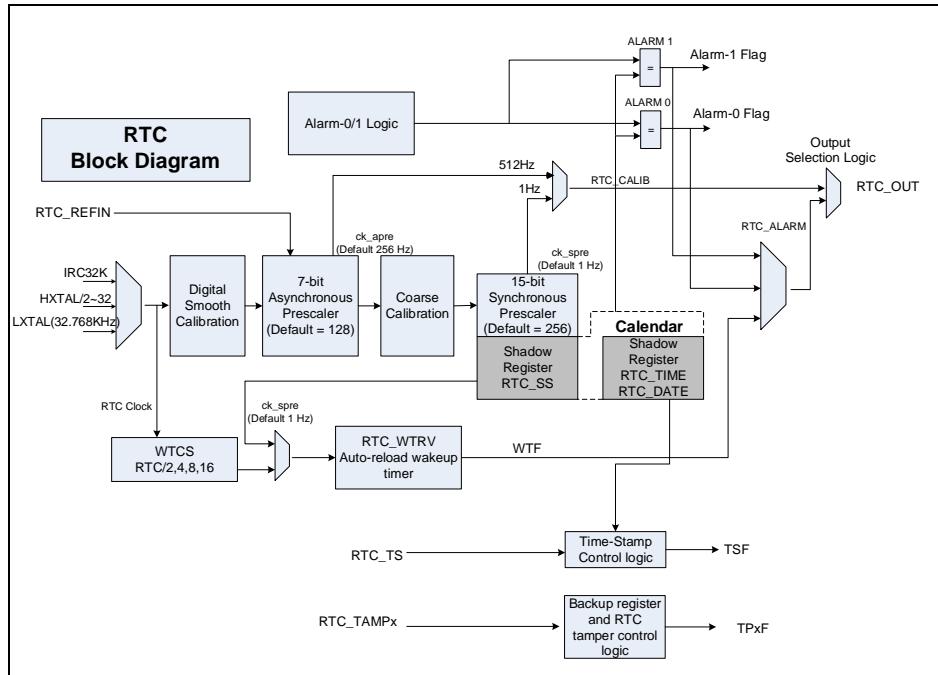 ALARM 1
Alarm-1 Flag
=
ALARM 0
Alarm-0 Flag
=
Alarm-0/1 Logic
RTC
Block Diagram
Output
Selection Logic
512Hz
1Hz
RTC_CALIB
RTC_OUT
RTC_REFIN
RTC_ALARM
ck_apre
(Default 256 Hz)
ck_spre
(Default 1 Hz)
IRC32K
HXTAL/2~32
LXTAL(32.768KHz)
Digital
Smooth
Calibration
7-bit
Asynchronous
Prescaler
(Default = 128)
Coarse
Calibration
15-bit
Synchronous
Prescaler
(Default = 256)
Calendar
Shadow
Register
RTC_SS
Shadow
Register
RTC_TIME
RTC_DATE
RTC Clock
ck_spre
(Default 1 Hz)
WTCS
RTC/2,4,8,16
RTC_WTRV
Auto-reload wakeup
timer
WTF
RTC_TS
Time-Stamp
Control logic
TSF
RTC_TAMPx
Backup register
and RTC
tamper control
logic
TPxF